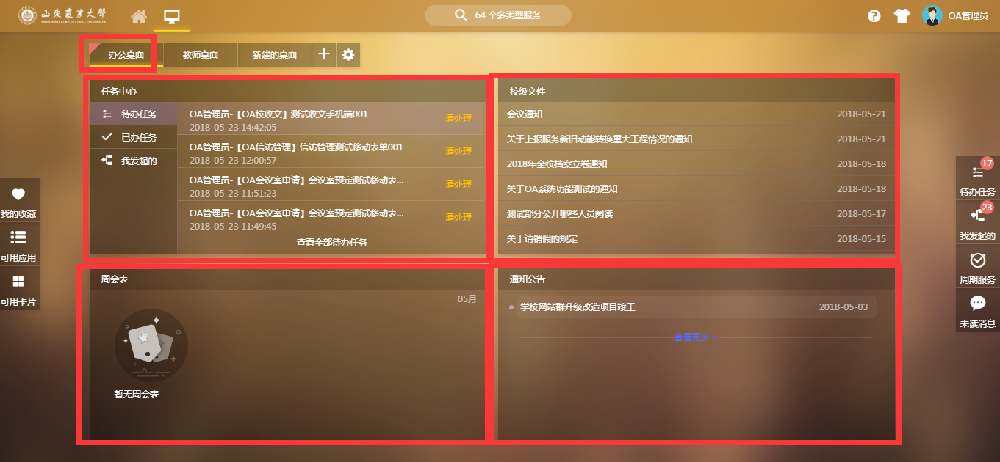 山東農業大學
SHANDONG AGRICULTURAL UNIVERSITY
64 个多类型服务
OA管理员
办公桌面
教师桌面
新建的桌面
任务中心
待办任务
已办任务
我发起的
OA管理员-【OA校收文】测试收文手机端001
2018-05-23 14:42:05
请处理
OA管理员-【OA信访管理】信访管理测试移动表单001
2018-05-23 12:00:57
请处理
OA管理员-【OA会议室申请】会议室预定测试移动表...
2018-05-23 11:51:23
请处理
OA管理员-【OA会议室申请】会议室预定测试移动表...
2018-05-23 11:49:45
请处理
查看全部待办任务
校级文件
会议通知 2018-05-21
关于上报服务新旧动能转换重大工程情况的通知 2018-05-21
2018年全校档案立卷通知 2018-05-18
关于OA系统功能测试的通知 2018-05-18
测试部分公开哪些人员阅读 2018-05-17
关于请销假的规定 2018-05-15
周会表
05月
暂无周会表
通知公告
学校网站群升级改造项目竣工 2018-05-03
查看更多 >
我的收藏
可用应用
可用卡片
17
待办任务
23
我发起的
周期服务
未读消息